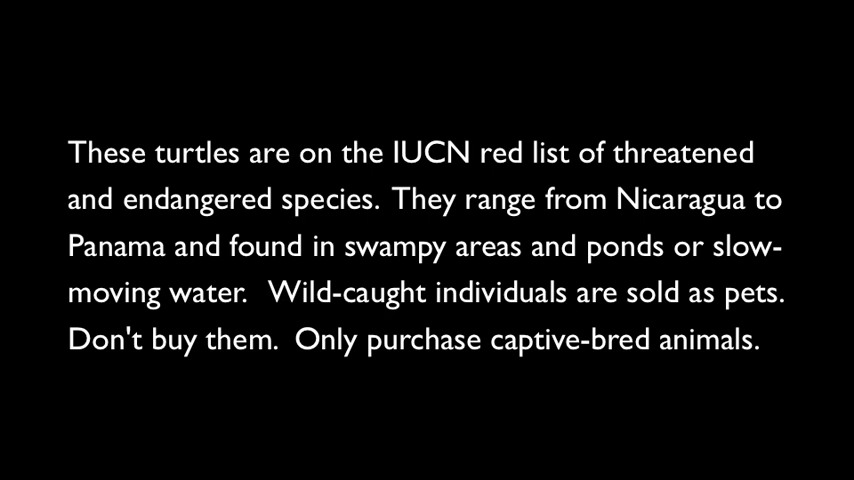 These turtles are on the IUCN red list of threatened
and endangered species. They range from Nicaragua to
Panama and found in swampy areas and ponds or slow-
moving water. Wild-caught individuals are sold as pets.
Don't buy them. Only purchase captive-bred animals.